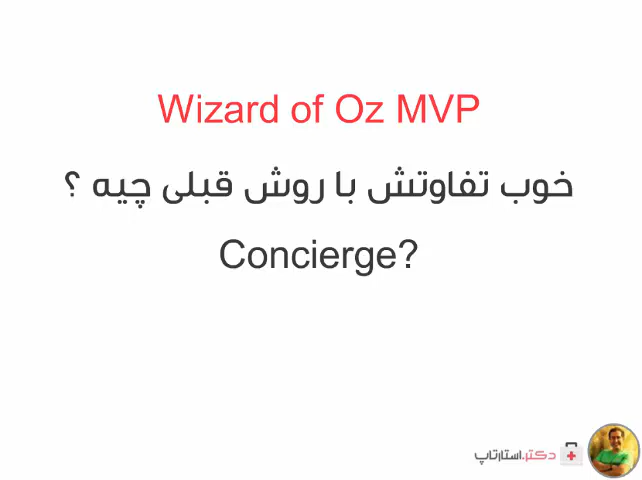 Wizard of Oz MVP
خوب تفاوتش با روش قبلی چیه ؟
Concierge?
دکتر.استارتاپ